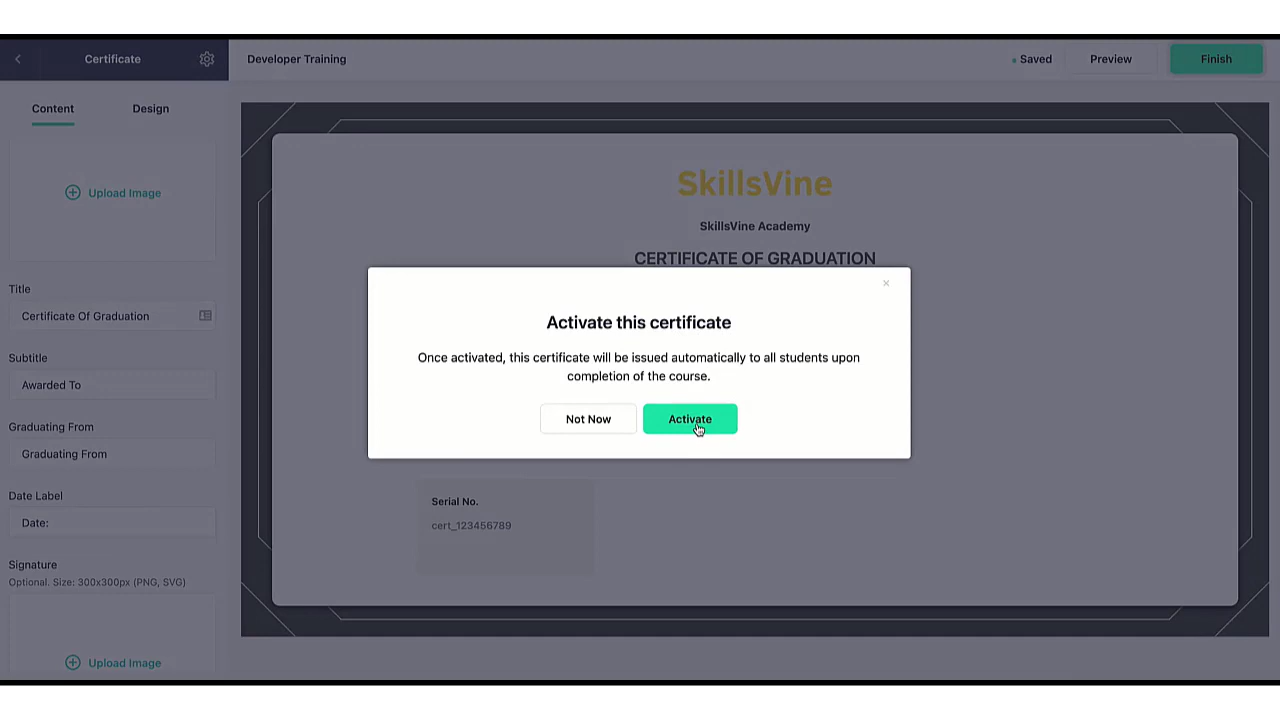 Certificate
Developer Training
Saved
Preview
Finish
Content
Design
Upload Image
Title
Certificate Of Graduation
Subtitle
Awarded To
Graduating From
Graduating From
Date Label
Date:
Signature
Optional. Size: 300x300px (PNG, SVG)
Upload Image
SkillsVine
SkillsVine Academy
CERTIFICATE OF GRADUATION
Activate this certificate
Once activated, this certificate will be issued automatically to all students upon
completion of the course.
Not Now
Activate
Serial No.
cert_123456789